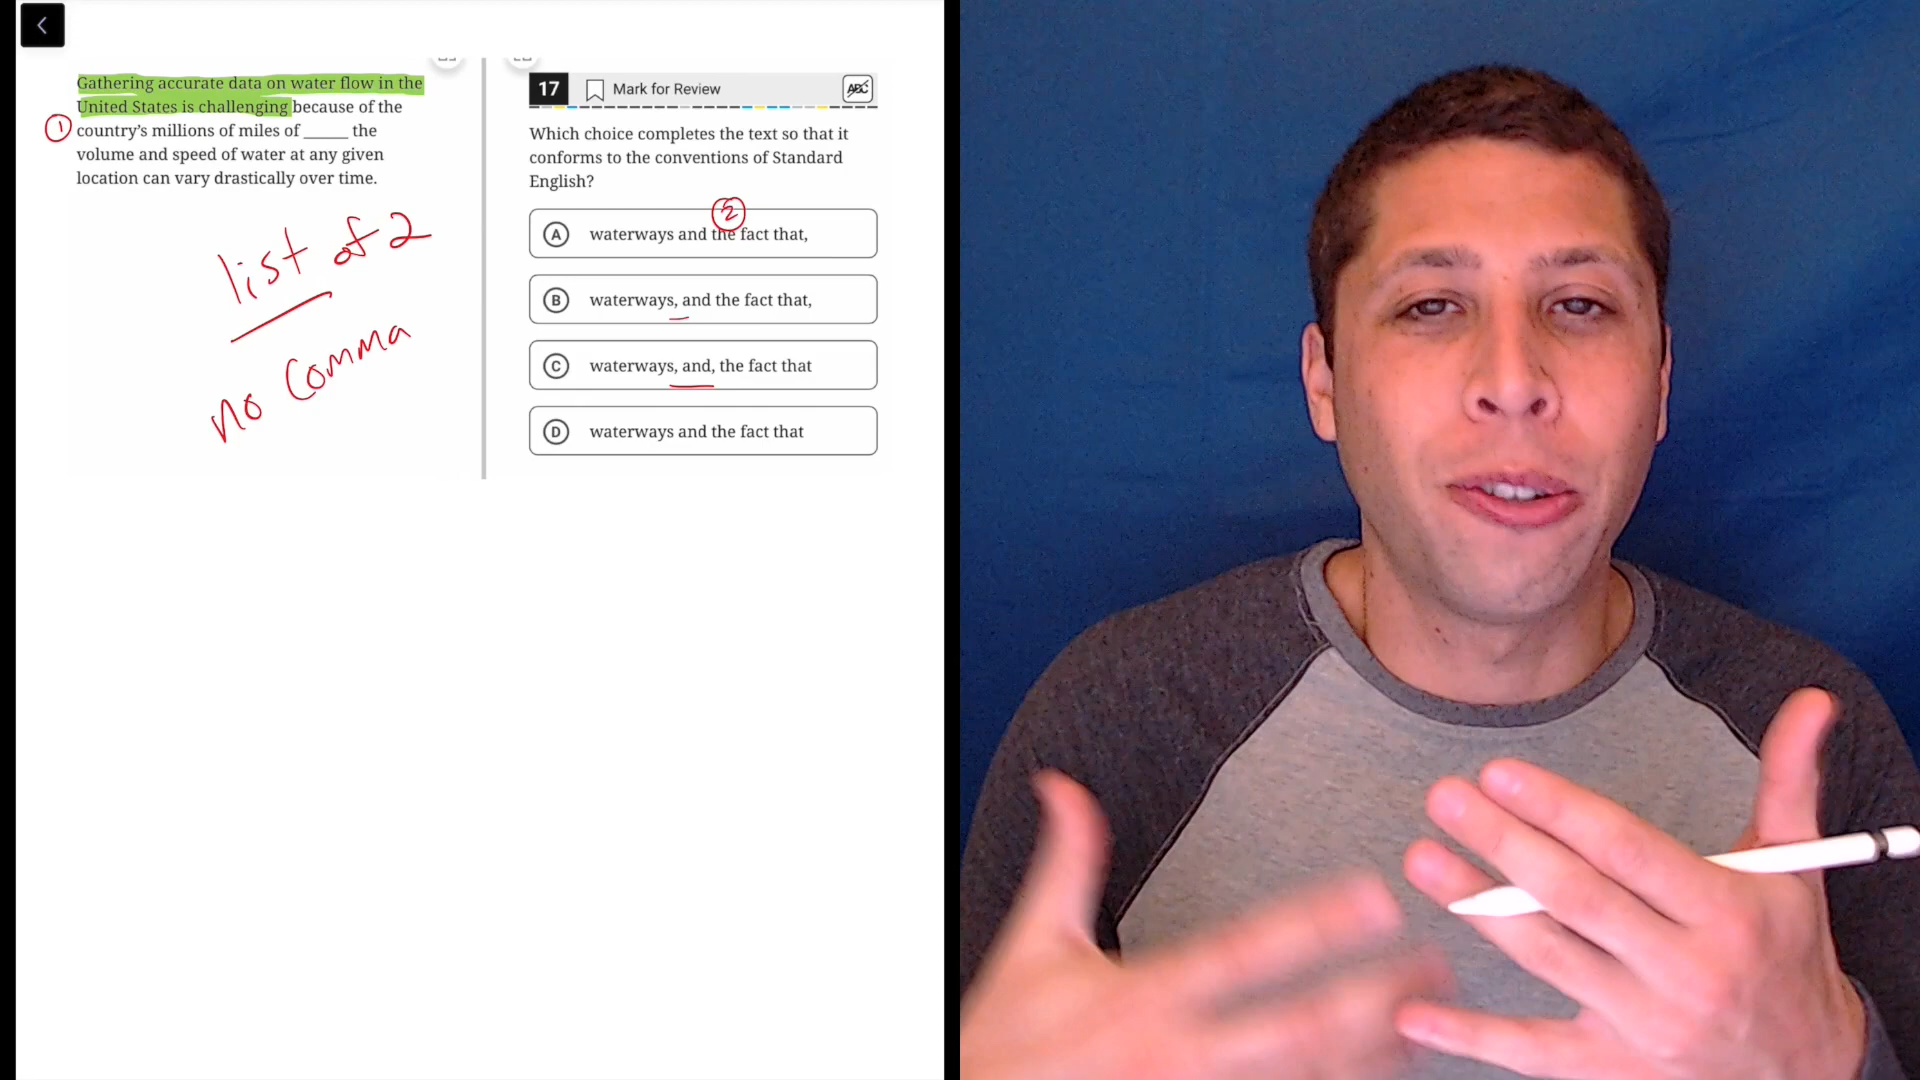 Gathering accurate data on water flow in the
United States is challenging because of the
① country’s millions of miles of ______ the
volume and speed of water at any given
location can vary drastically over time.
list of 2
no comma
17 Mark for Review ABC
Which choice completes the text so that it
conforms to the conventions of Standard
English?
②
A waterways and the fact that,
B waterways, and the fact that,
C waterways, and, the fact that
D waterways and the fact that